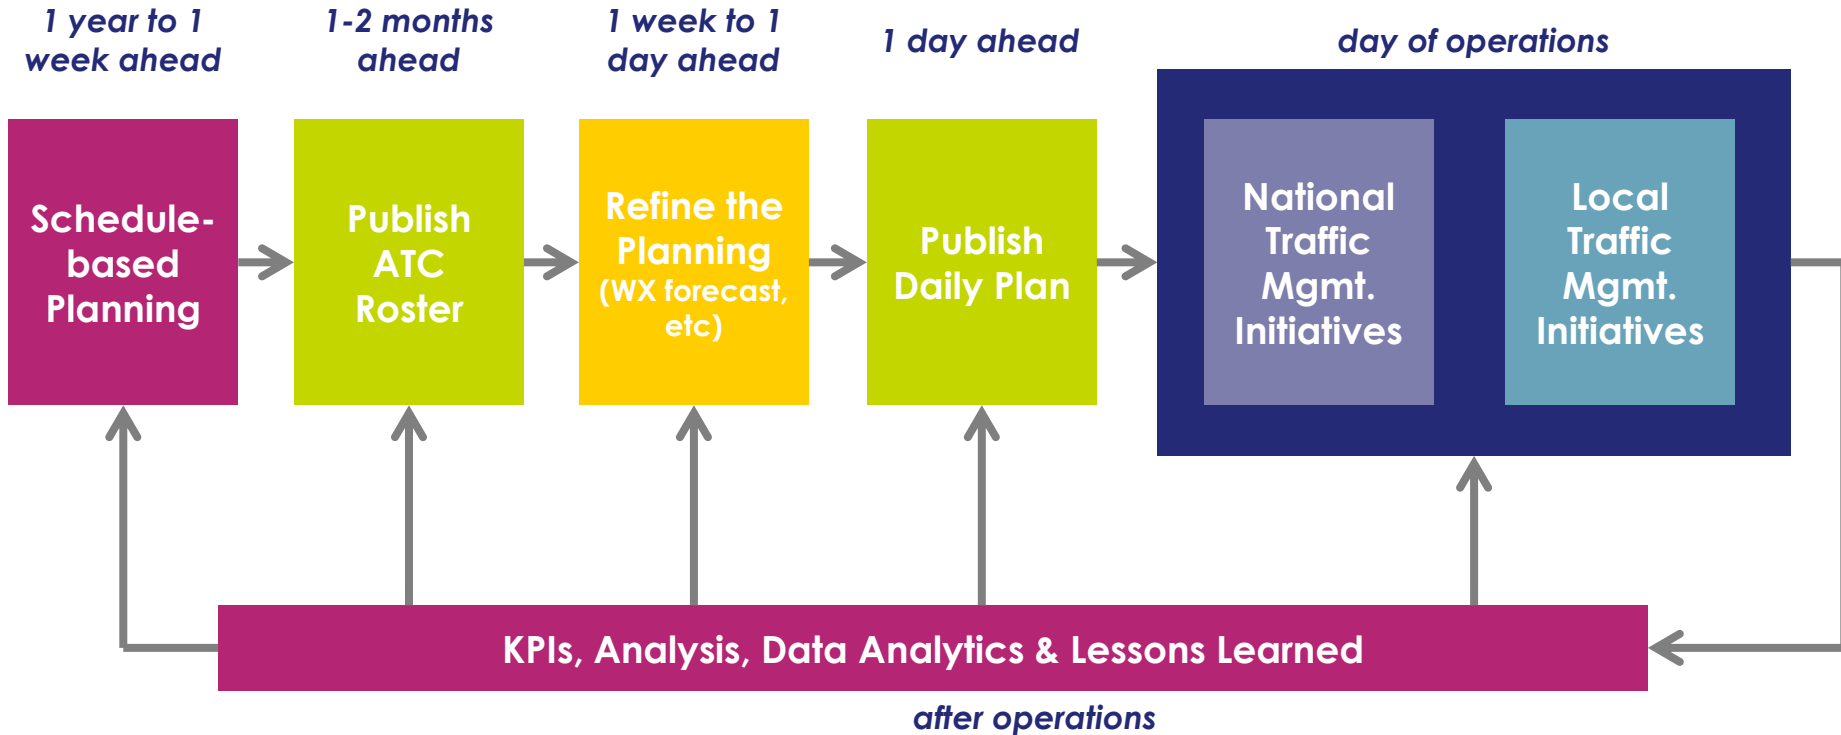 1 year to 1
week ahead
1-2 months
ahead
1 week to 1
day ahead
1 day ahead
day of operations
Schedule-
based
Planning
Publish
ATC
Roster
Refine the
Planning
(WX forecast,
etc)
Publish
Daily Plan
National
Traffic
Mgmt.
Initiatives
Local
Traffic
Mgmt.
Initiatives
KPIs, Analysis, Data Analytics & Lessons Learned
after operations